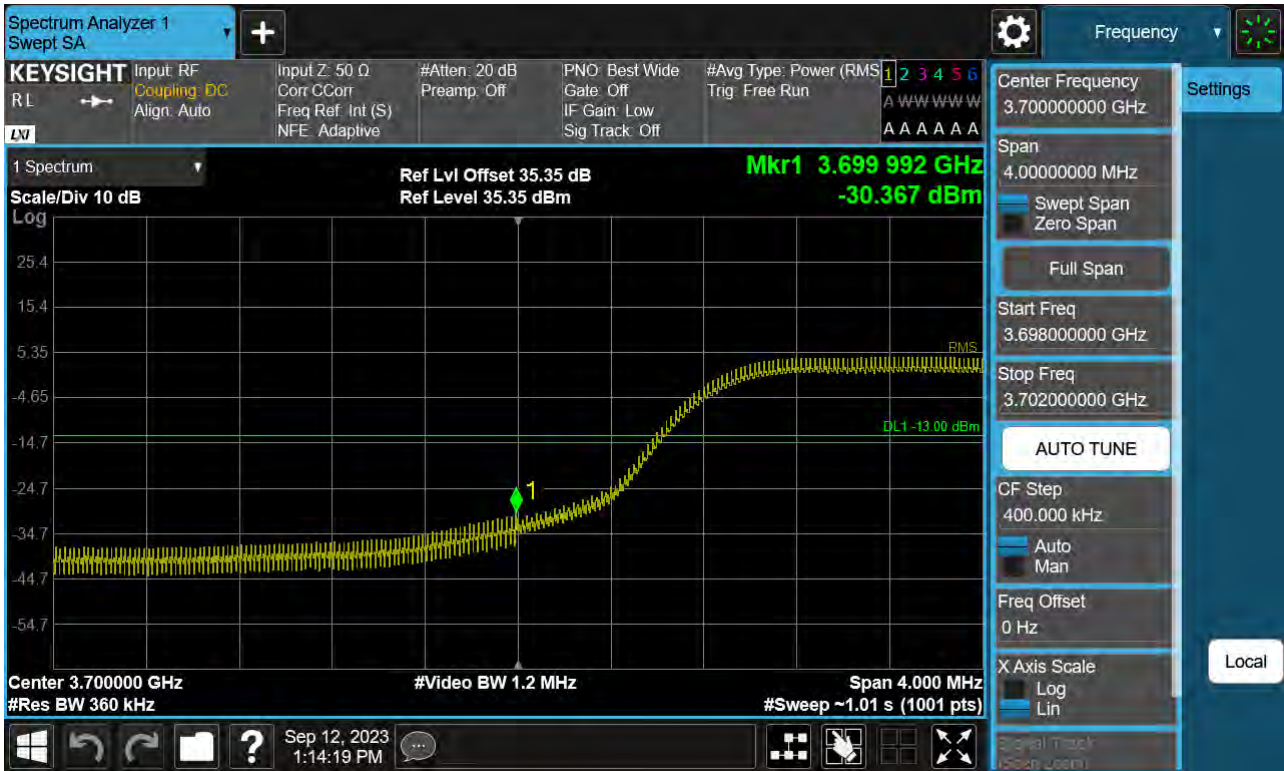 Spectrum Analyzer 1
Swept SA
+
Frequency
KEYSIGHT
RL
LXI
Input: RF
Coupling: DC
Align: Auto
Input Z: 50 Ω
Corr CCorr
Freq Ref: Int (S)
NFE: Adaptive
#Atten: 20 dB
Preamp: Off
PNO: Best Wide
Gate: Off
IF Gain: Low
Sig Track: Off
#Avg Type: Power (RMS
Trig: Free Run
1 2 3 4 5 6
A W W W W W
A A A A A A
1 Spectrum
Scale/Div 10 dB
Log
Ref Lvl Offset 35.35 dB
Ref Level 35.35 dBm
Mkr1 3.699 992 GHz
-30.367 dBm
25.4
15.4
5.35
-4.65
-14.7
-24.7
-34.7
-44.7
-54.7
RMS
DL1 -13.00 dBm
1
Center 3.700000 GHz
#Res BW 360 kHz
#Video BW 1.2 MHz
Span 4.000 MHz
#Sweep ~1.01 s (1001 pts)
Center Frequency
3.700000000 GHz
Settings
Span
4.00000000 MHz
Swept Span
Zero Span
Full Span
Start Freq
3.698000000 GHz
Stop Freq
3.702000000 GHz
AUTO TUNE
CF Step
400.000 kHz
Auto
Man
Freq Offset
0 Hz
X Axis Scale
Log
Lin
Signal Track
(Span Zoom)
Local
?
Sep 12, 2023
1:14:19 PM